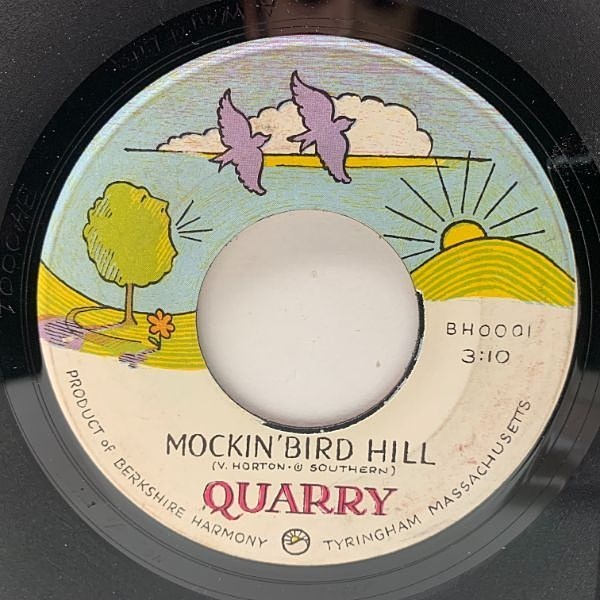 BH0001
3:10
MOCKIN'BIRD HILL
(V. HORTON • © SOUTHERN)
QUARRY
PRODUCT of BERKSHIRE HARMONY TYRINGHAM MASSACHUSETTS